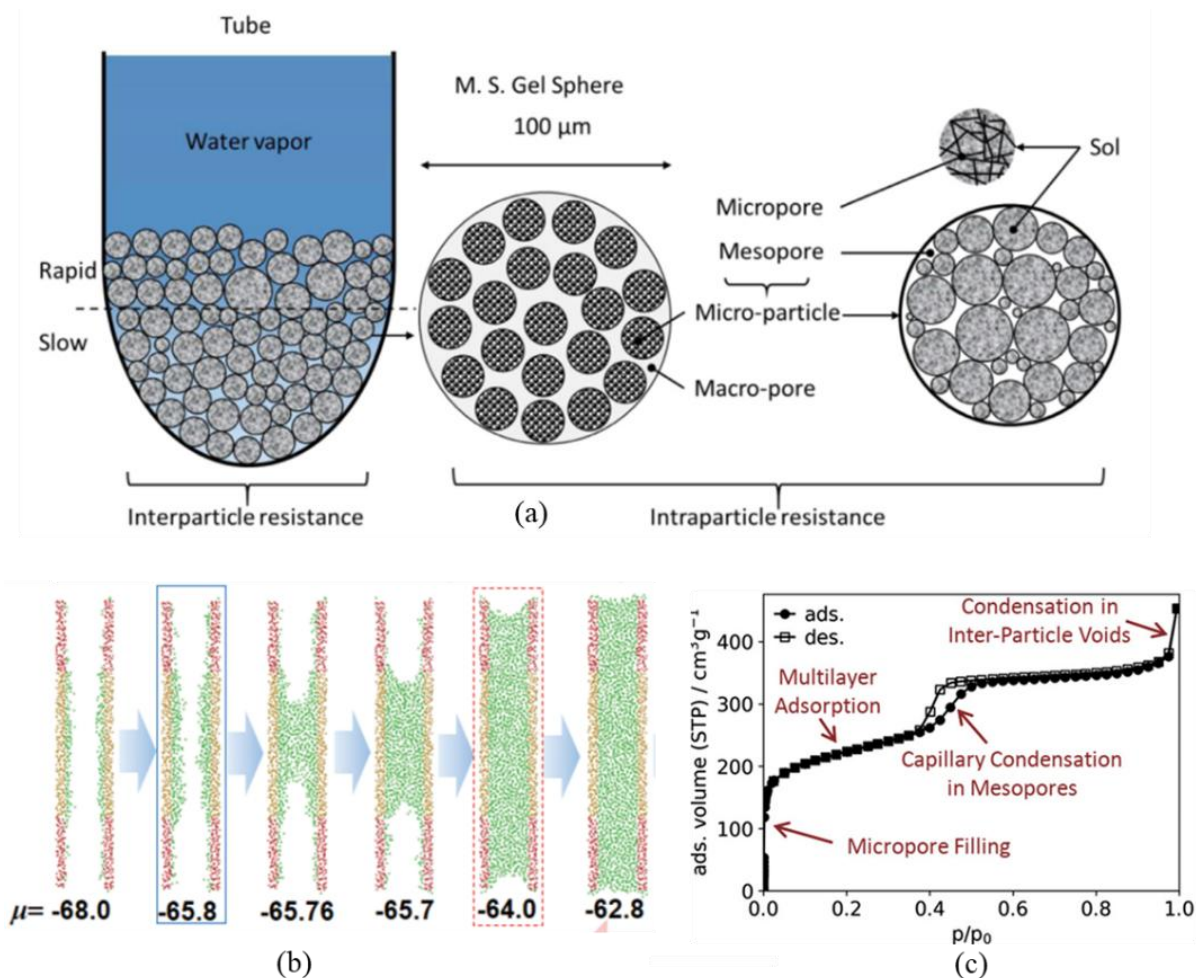 Tube
Water vapor
Rapid
Slow
Interparticle resistance
M. S. Gel Sphere
100 μm
Micropore
Mesopore
Micro-particle
Macro-pore
Sol
Intraparticle resistance
(a)
μ= -68.0 -65.8 -65.76 -65.7 -64.0 -62.8
(b)
ads. volume (STP) / cm³g⁻¹
400
300
200
100
0
ads.
des.
Multilayer
Adsorption
Condensation in
Inter-Particle Voids
Capillary Condensation
in Mesopores
Micropore Filling
0.0 0.2 0.4 0.6 0.8 1.0
p/p₀
(c)